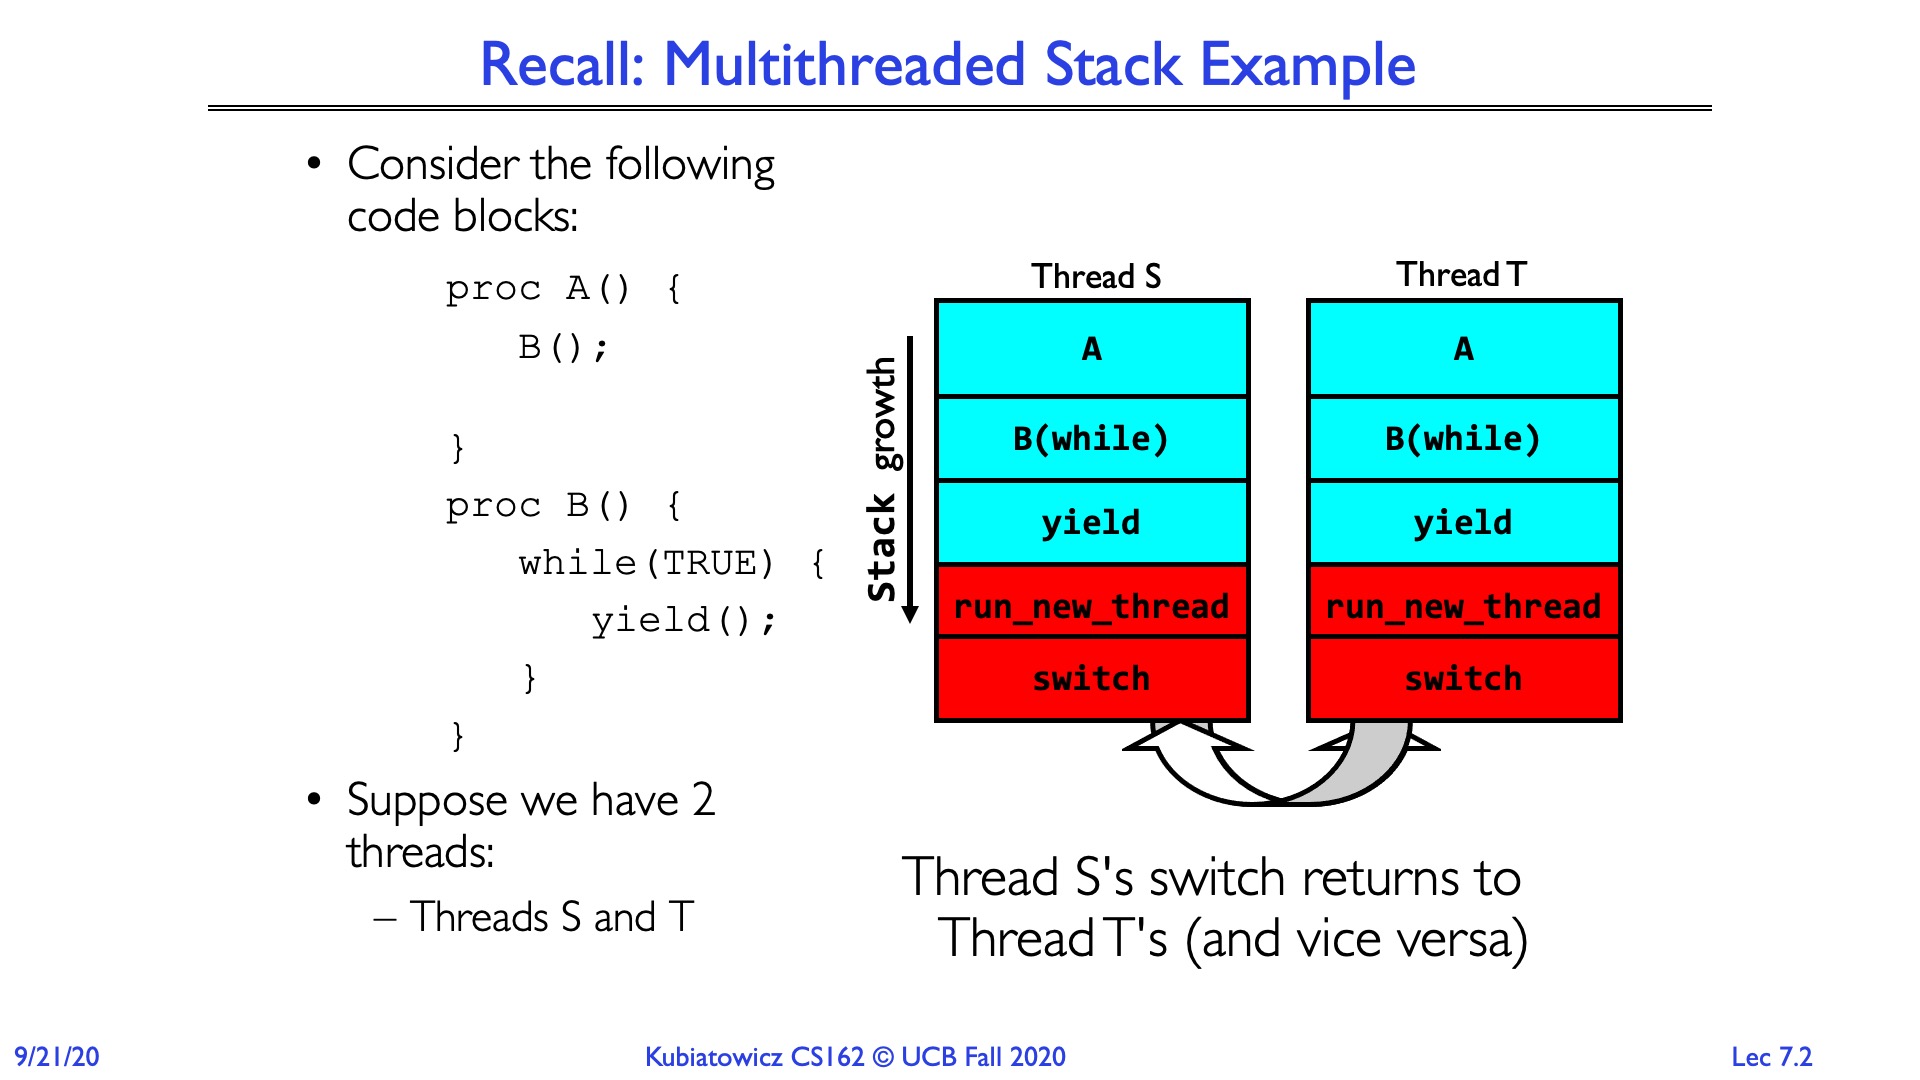 Recall: Multithreaded Stack Example
• Consider the following
code blocks:
proc A() {
B();
}
proc B() {
while(TRUE) {
yield();
}
}
• Suppose we have 2
threads:
– Threads S and T
Stack growth
Thread S
A
B(while)
yield
run_new_thread
switch
Thread T
A
B(while)
yield
run_new_thread
switch
Thread S's switch returns to
Thread T's (and vice versa)
9/21/20
Kubiatowicz CS162 © UCB Fall 2020
Lec 7.2